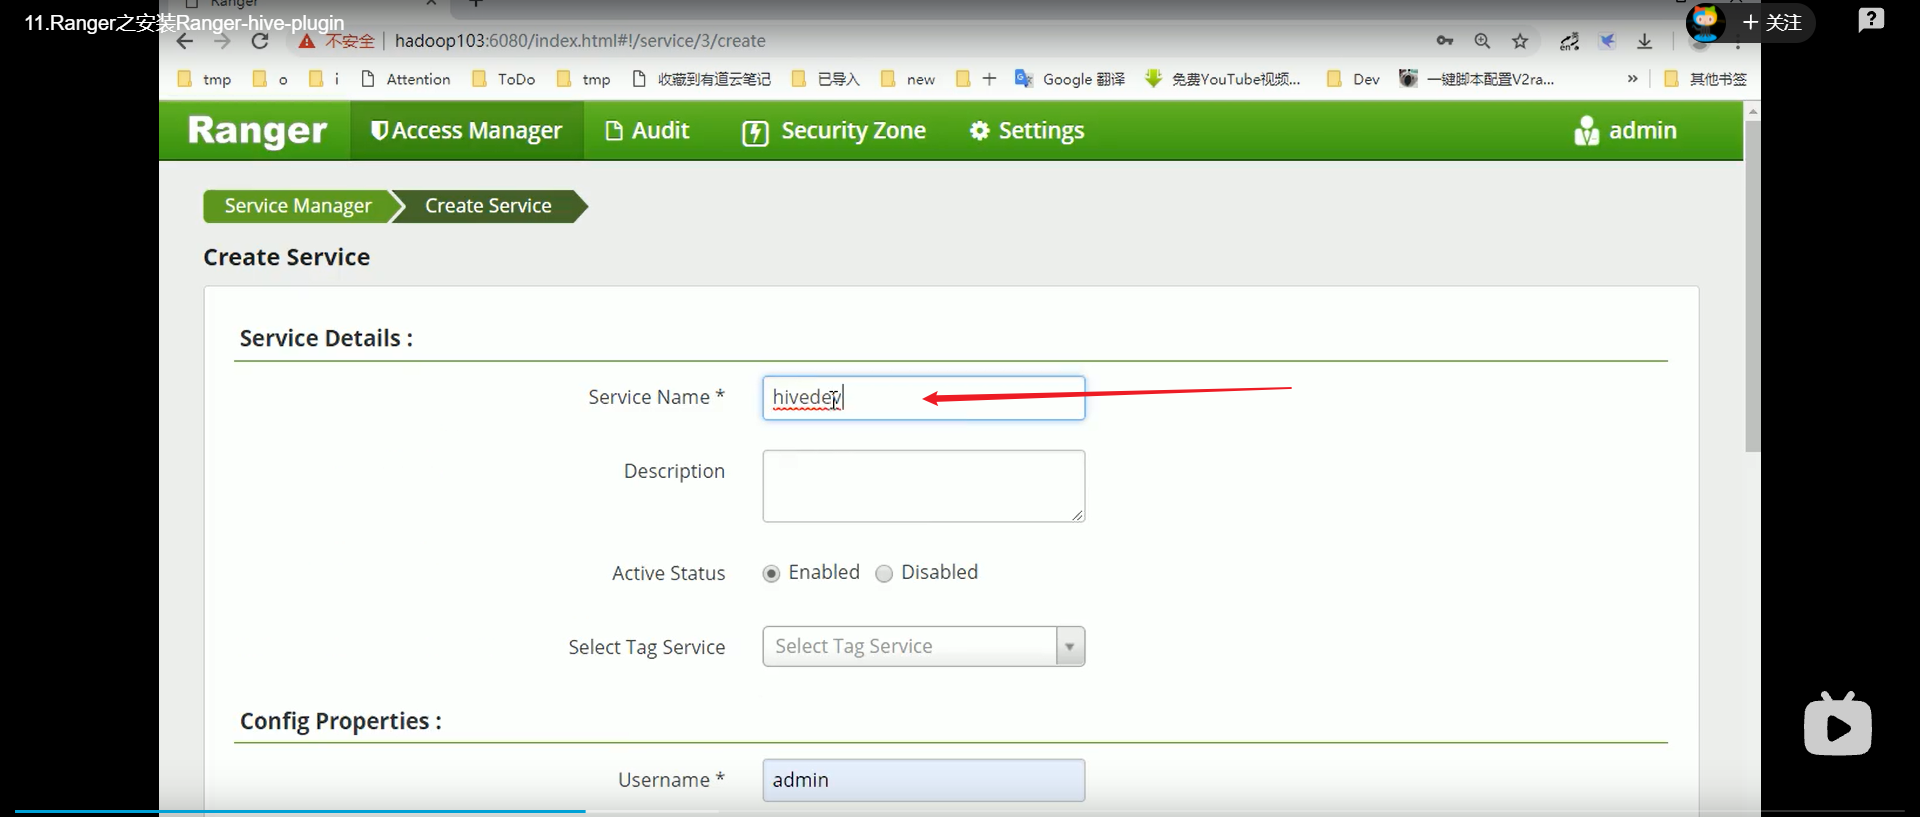 Ranger
11.Ranger之安装Ranger-hive-plugin
关注
不安全 hadoop103:6080/index.html#!/service/3/create
en
tmp o i Attention ToDo tmp 收藏到有道云笔记 已导入 new 十 Google 翻译 免费YouTube视频... Dev 一键脚本配置V2ra... » 其他书签
Ranger Access Manager Audit Security Zone Settings admin
Service Manager Create Service
Create Service
Service Details :
Service Name * hivedev
Description
Active Status Enabled Disabled
Select Tag Service Select Tag Service
Config Properties :
Username * admin